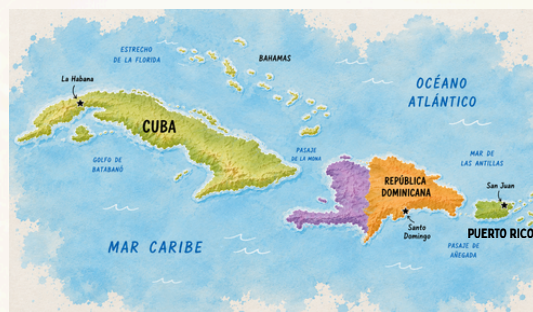 ESTRECHO
DE LA FLORIDA
BAHAMAS
La Habana
OCÉANO
ATLÁNTICO
CUBA
GOLFO DE
BATABANÓ
PASAJE
DE LA MONA
MAR DE
LAS ANTILLAS
REPÚBLICA
DOMINICANA
San Juan
Santo
Domingo
PUERTO RICO
MAR CARIBE
PASAJE DE
AÑEGADA